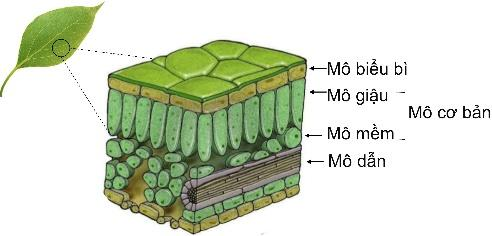 Mô biểu bì
Mô giậu
Mô cơ bản
Mô mềm
Mô dẫn